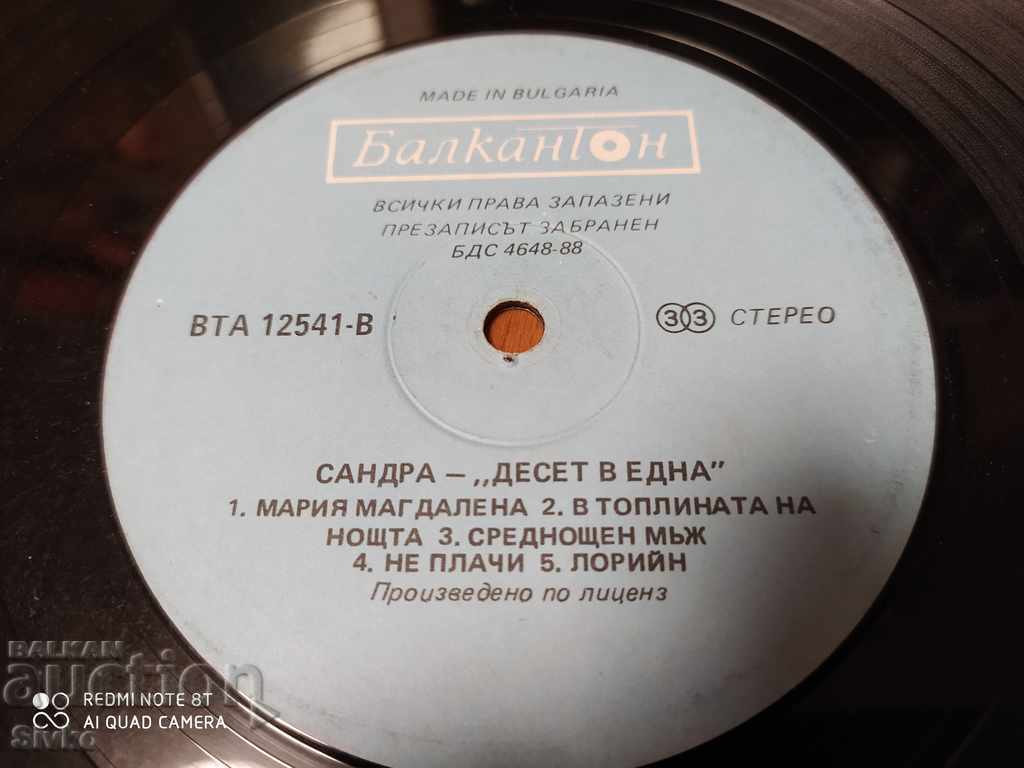 MADE IN BULGARIA
Балкантон
ВСИЧКИ ПРАВА ЗАПАЗЕНИ
ПРЕЗАПИСЪТ ЗАБРАНЕН
БДС 4648-88
ВТА 12541-В
33 СТЕРЕО
САНДРА – „ДЕСЕТ В ЕДНА”
1. МАРИЯ МАГДАЛЕНА 2. В ТОПЛИНАТА НА
НОЩТА 3. СРЕДНОЩЕН МЪЖ
4. НЕ ПЛАЧИ 5. ЛОРИЙН
Произведено по лиценз
BALKAN
auction
REDMI NOTE 8T
AI QUAD CAMERA
Sivko